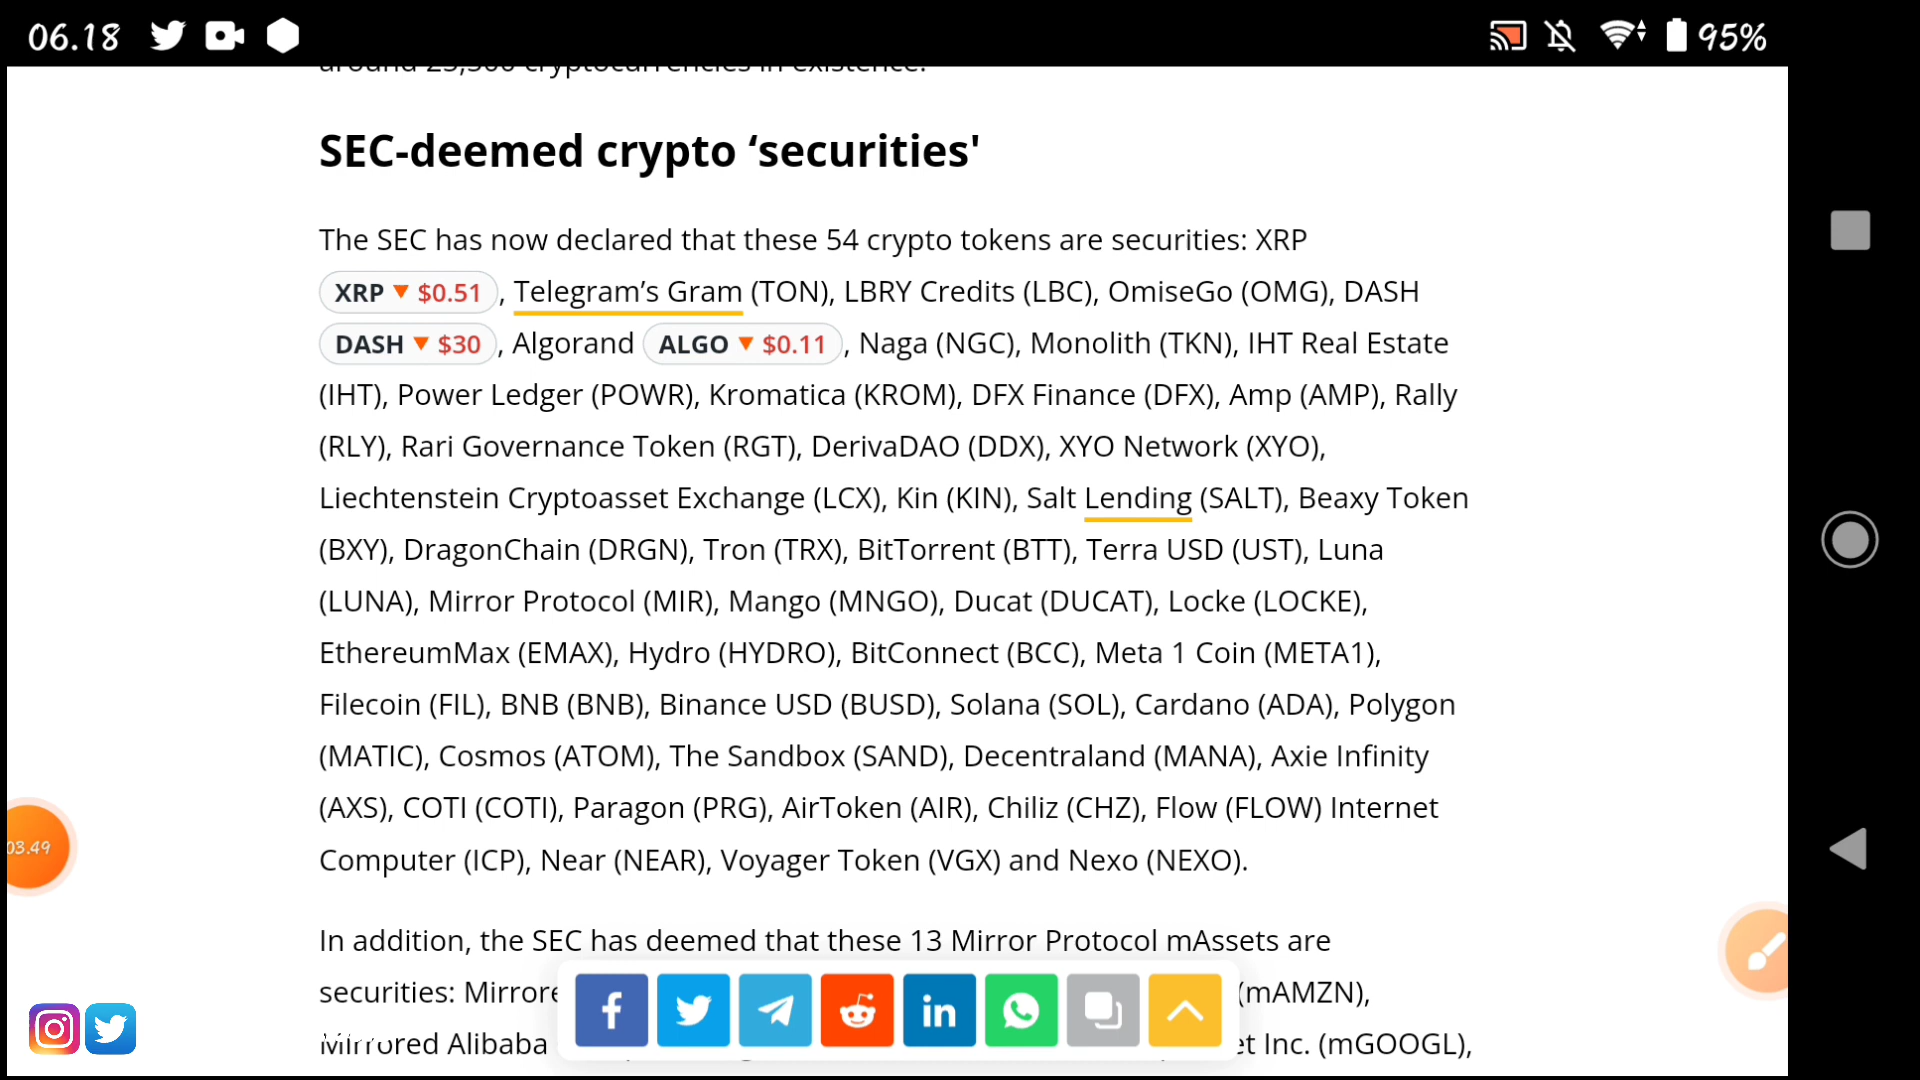 06.18
95%
around 23,500 cryptocurrencies in existence.
SEC-deemed crypto ‘securities'
The SEC has now declared that these 54 crypto tokens are securities: XRP
XRP ▼ $0.51 , Telegram’s Gram (TON), LBRY Credits (LBC), OmiseGo (OMG), DASH
DASH ▼ $30 , Algorand ALGO ▼ $0.11 , Naga (NGC), Monolith (TKN), IHT Real Estate
(IHT), Power Ledger (POWR), Kromatica (KROM), DFX Finance (DFX), Amp (AMP), Rally
(RLY), Rari Governance Token (RGT), DerivaDAO (DDX), XYO Network (XYO),
Liechtenstein Cryptoasset Exchange (LCX), Kin (KIN), Salt Lending (SALT), Beaxy Token
(BXY), DragonChain (DRGN), Tron (TRX), BitTorrent (BTT), Terra USD (UST), Luna
(LUNA), Mirror Protocol (MIR), Mango (MNGO), Ducat (DUCAT), Locke (LOCKE),
EthereumMax (EMAX), Hydro (HYDRO), BitConnect (BCC), Meta 1 Coin (META1),
Filecoin (FIL), BNB (BNB), Binance USD (BUSD), Solana (SOL), Cardano (ADA), Polygon
(MATIC), Cosmos (ATOM), The Sandbox (SAND), Decentraland (MANA), Axie Infinity
(AXS), COTI (COTI), Paragon (PRG), AirToken (AIR), Chiliz (CHZ), Flow (FLOW) Internet
Computer (ICP), Near (NEAR), Voyager Token (VGX) and Nexo (NEXO).
03.49
In addition, the SEC has deemed that these 13 Mirror Protocol mAssets are
securities: Mirrore (mAMZN),
Mirrored Alibaba et Inc. (mGOOGL),